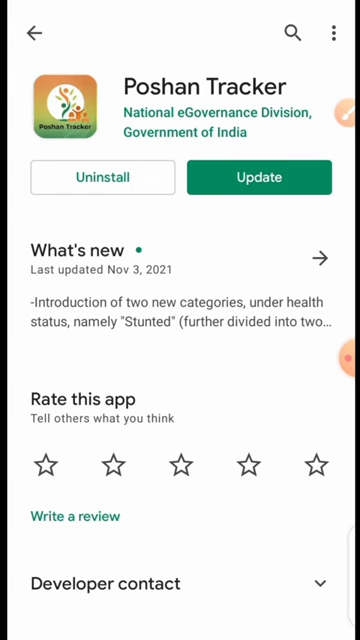 Poshan Tracker
Poshan Tracker
National eGovernance Division,
Government of India
Uninstall
Update
What's new
Last updated Nov 3, 2021
-Introduction of two new categories, under health
status, namely "Stunted" (further divided into two...
Rate this app
Tell others what you think
Write a review
Developer contact